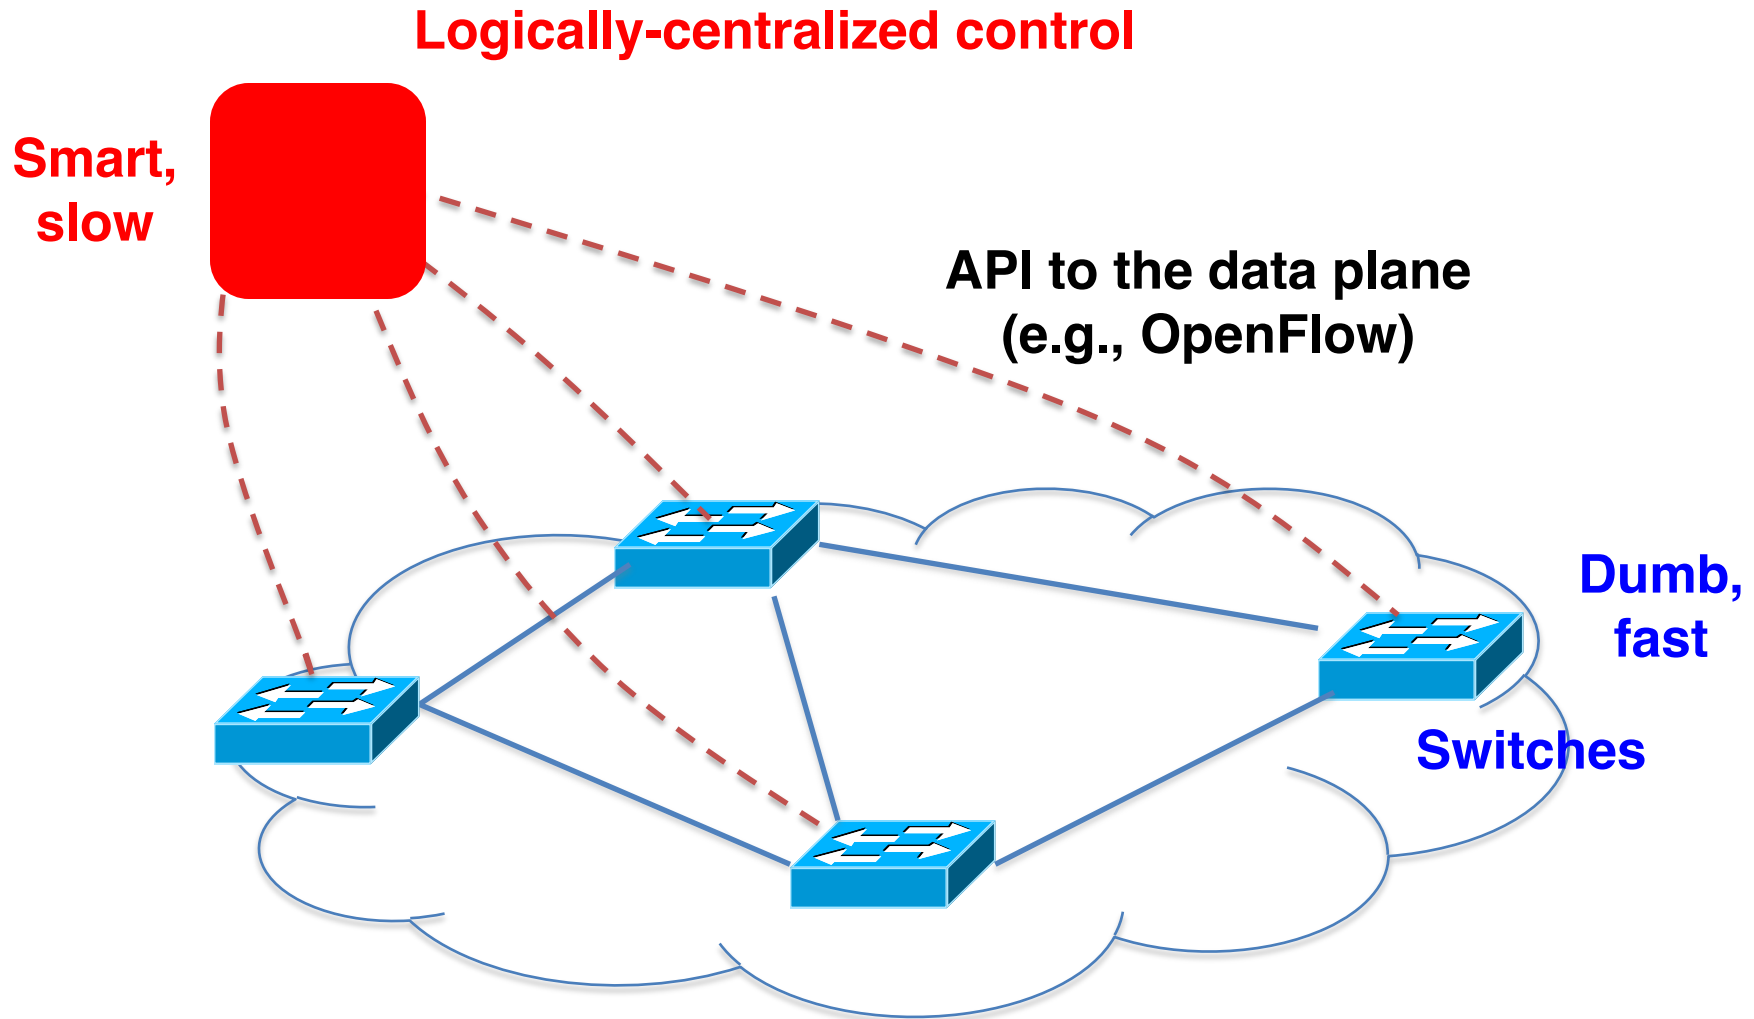 Logically-centralized control
Smart,
slow
API to the data plane
(e.g., OpenFlow)
Dumb,
fast
Switches